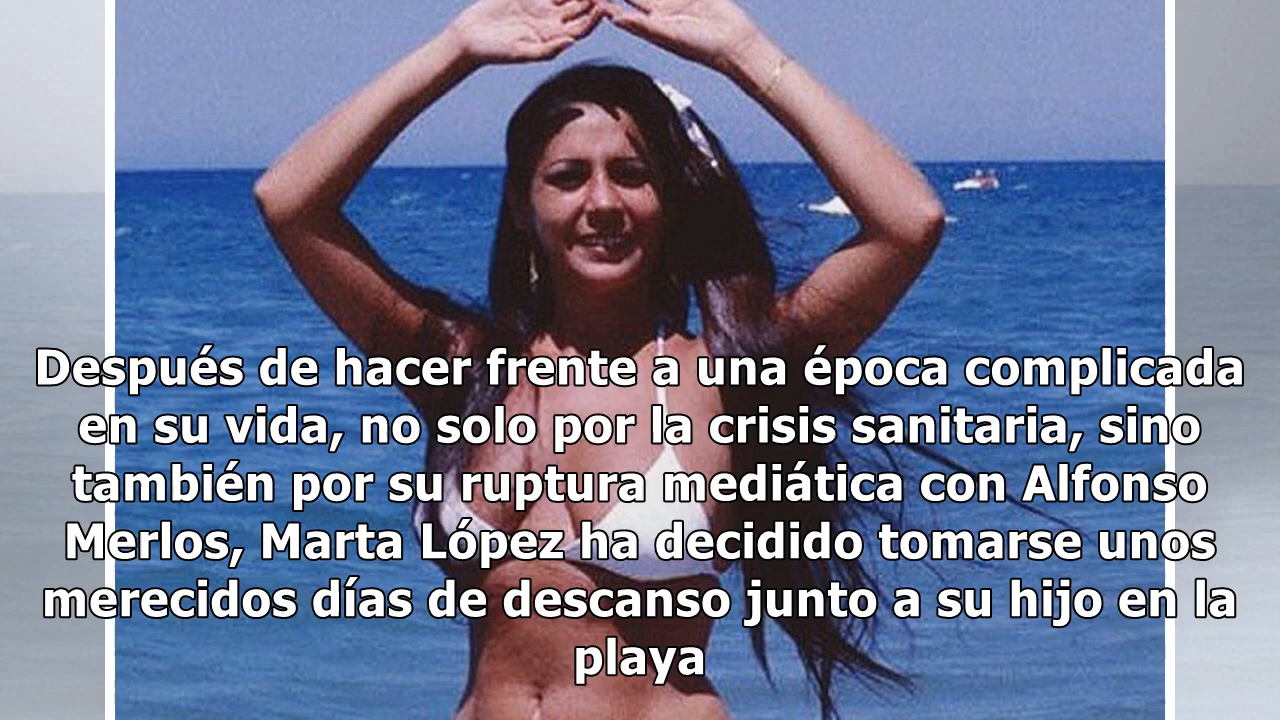 Después de hacer frente a una época complicada
en su vida, no solo por la crisis sanitaria, sino
también por su ruptura mediática con Alfonso
Merlos, Marta López ha decidido tomarse unos
merecidos días de descanso junto a su hijo en la
playa